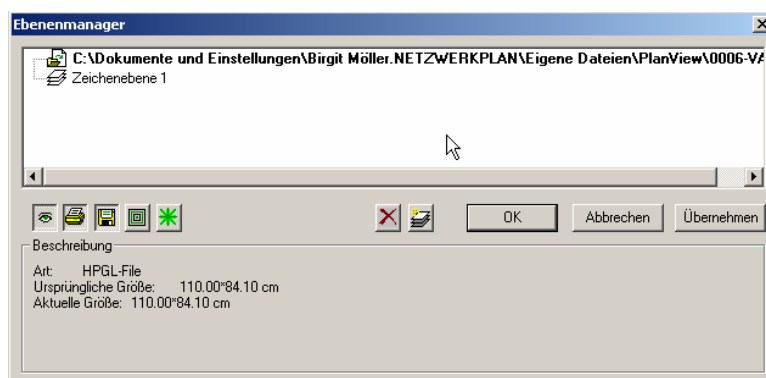 Ebenenmanager
C:\Dokumente und Einstellungen\Birgit Möller.NETZWERKPLAN\Eigene Dateien\PlanView\0006-VA
Zeichenebene 1
OK Abbrechen Übernehmen
Beschreibung
Art: HPGL-File
Ursprüngliche Größe: 110.00*84.10 cm
Aktuelle Größe: 110.00*84.10 cm